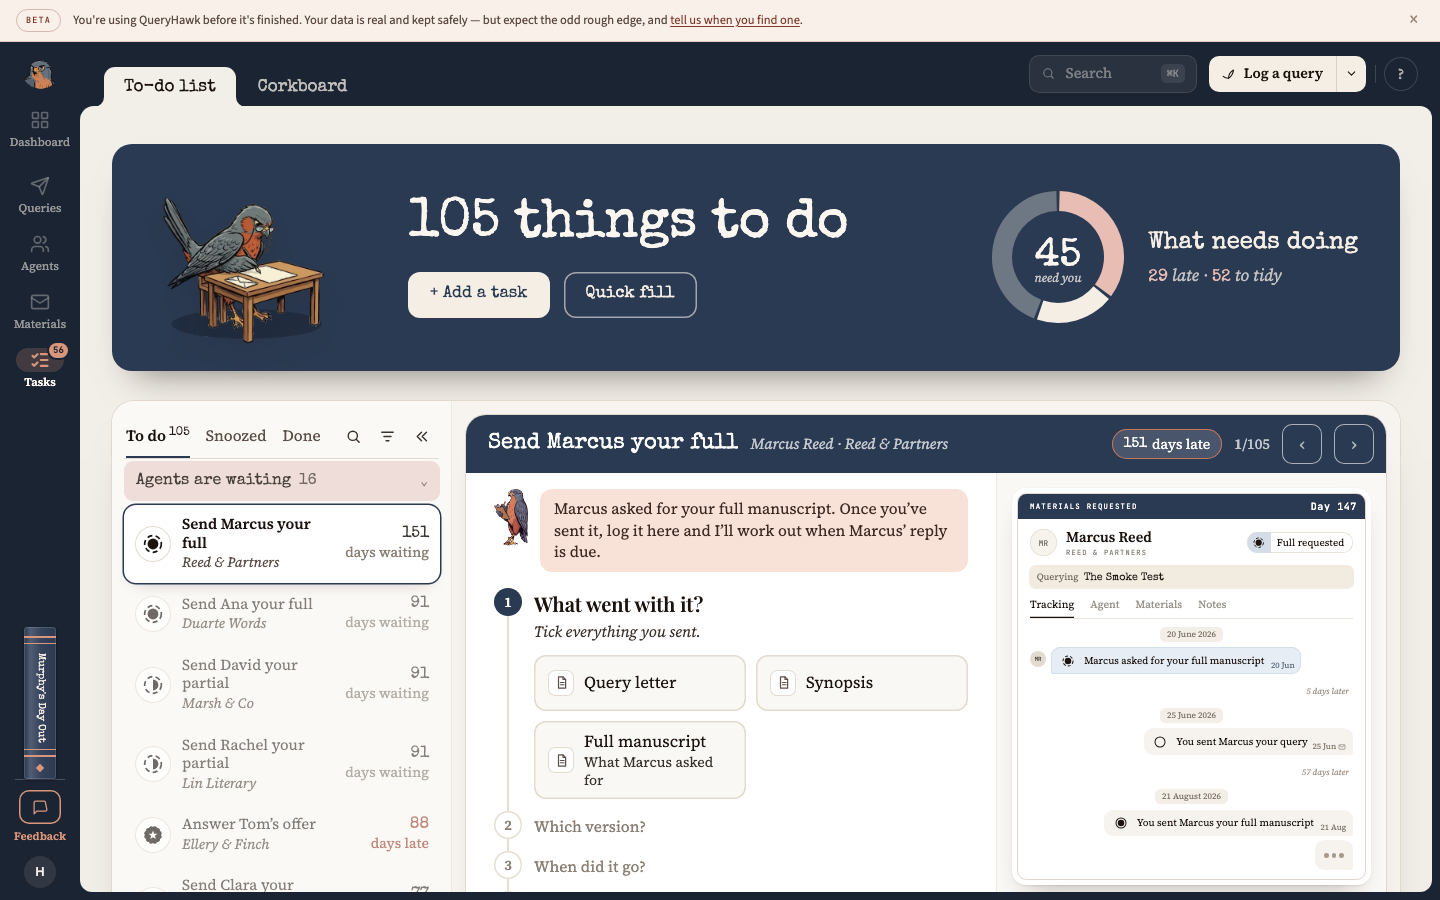 BETA You're using QueryHawk before it's finished. Your data is real and kept safely — but expect the odd rough edge, and tell us when you find one. ×
To-do list Corkboard Search ⌘K Log a query ?
Dashboard
Queries
Agents
Materials
56
Tasks
Murphy's Day Out
Feedback
H
105 things to do
+ Add a task Quick fill
45
need you
What needs doing
29 late · 52 to tidy
To do 105 Snoozed Done
Agents are waiting 16
Send Marcus your full
Reed & Partners
151
days waiting
Send Ana your full
Duarte Words
91
days waiting
Send David your partial
Marsh & Co
91
days waiting
Send Rachel your partial
Lin Literary
91
days waiting
Answer Tom's offer
Ellery & Finch
88
days late
Send Clara your
77
Send Marcus your full Marcus Reed · Reed & Partners 151 days late 1/105
Marcus asked for your full manuscript. Once you've
sent it, log it here and I'll work out when Marcus' reply
is due.
1 What went with it?
Tick everything you sent.
Query letter Synopsis
Full manuscript
What Marcus asked
for
2 Which version?
3 When did it go?
MATERIALS REQUESTED Day 147
MR Marcus Reed
REED & PARTNERS
Full requested
Querying The Smoke Test
Tracking Agent Materials Notes
20 June 2026
MR Marcus asked for your full manuscript 20 Jun
5 days later
25 June 2026
You sent Marcus your query 25 Jun
57 days later
21 August 2026
You sent Marcus your full manuscript 21 Aug